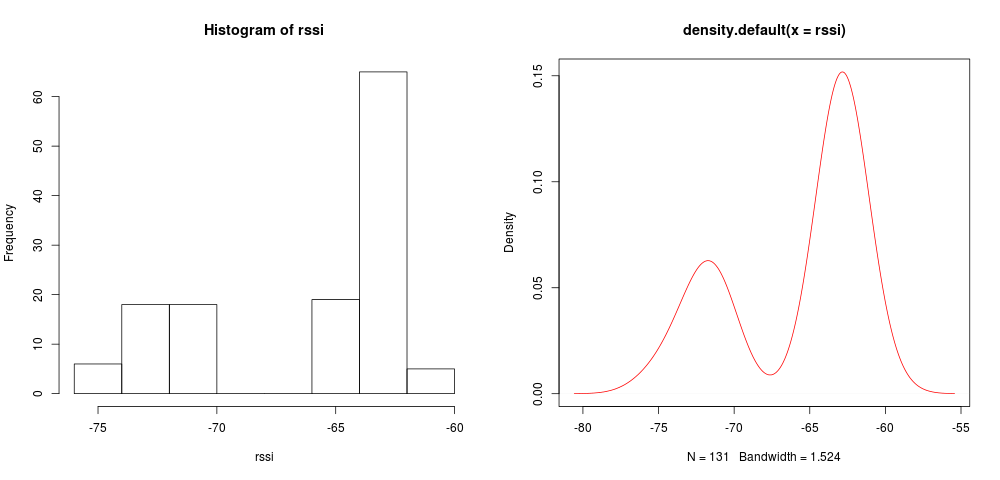 Histogram of rssi
Frequency
60
50
40
30
20
10
0
-75 -70 -65 -60
rssi
density.default(x = rssi)
Density
0.15
0.10
0.05
0.00
-80 -75 -70 -65 -60 -55
N = 131 Bandwidth = 1.524